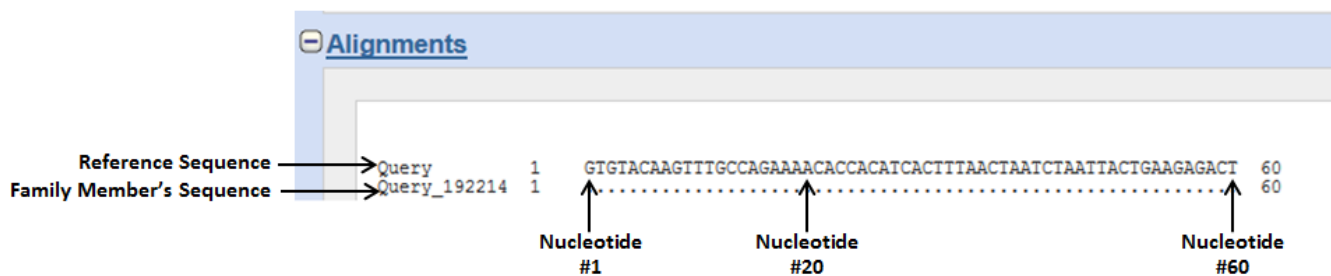 Alignments
Reference Sequence Query 1 GTGTACAAGTTTGCCAGAAAACACCACATCACTTTAACTAATCTAATTACTGAAGAGACT 60
Family Member's Sequence Query_192214 1 ............................................................ 60
Nucleotide #1 Nucleotide #20 Nucleotide #60